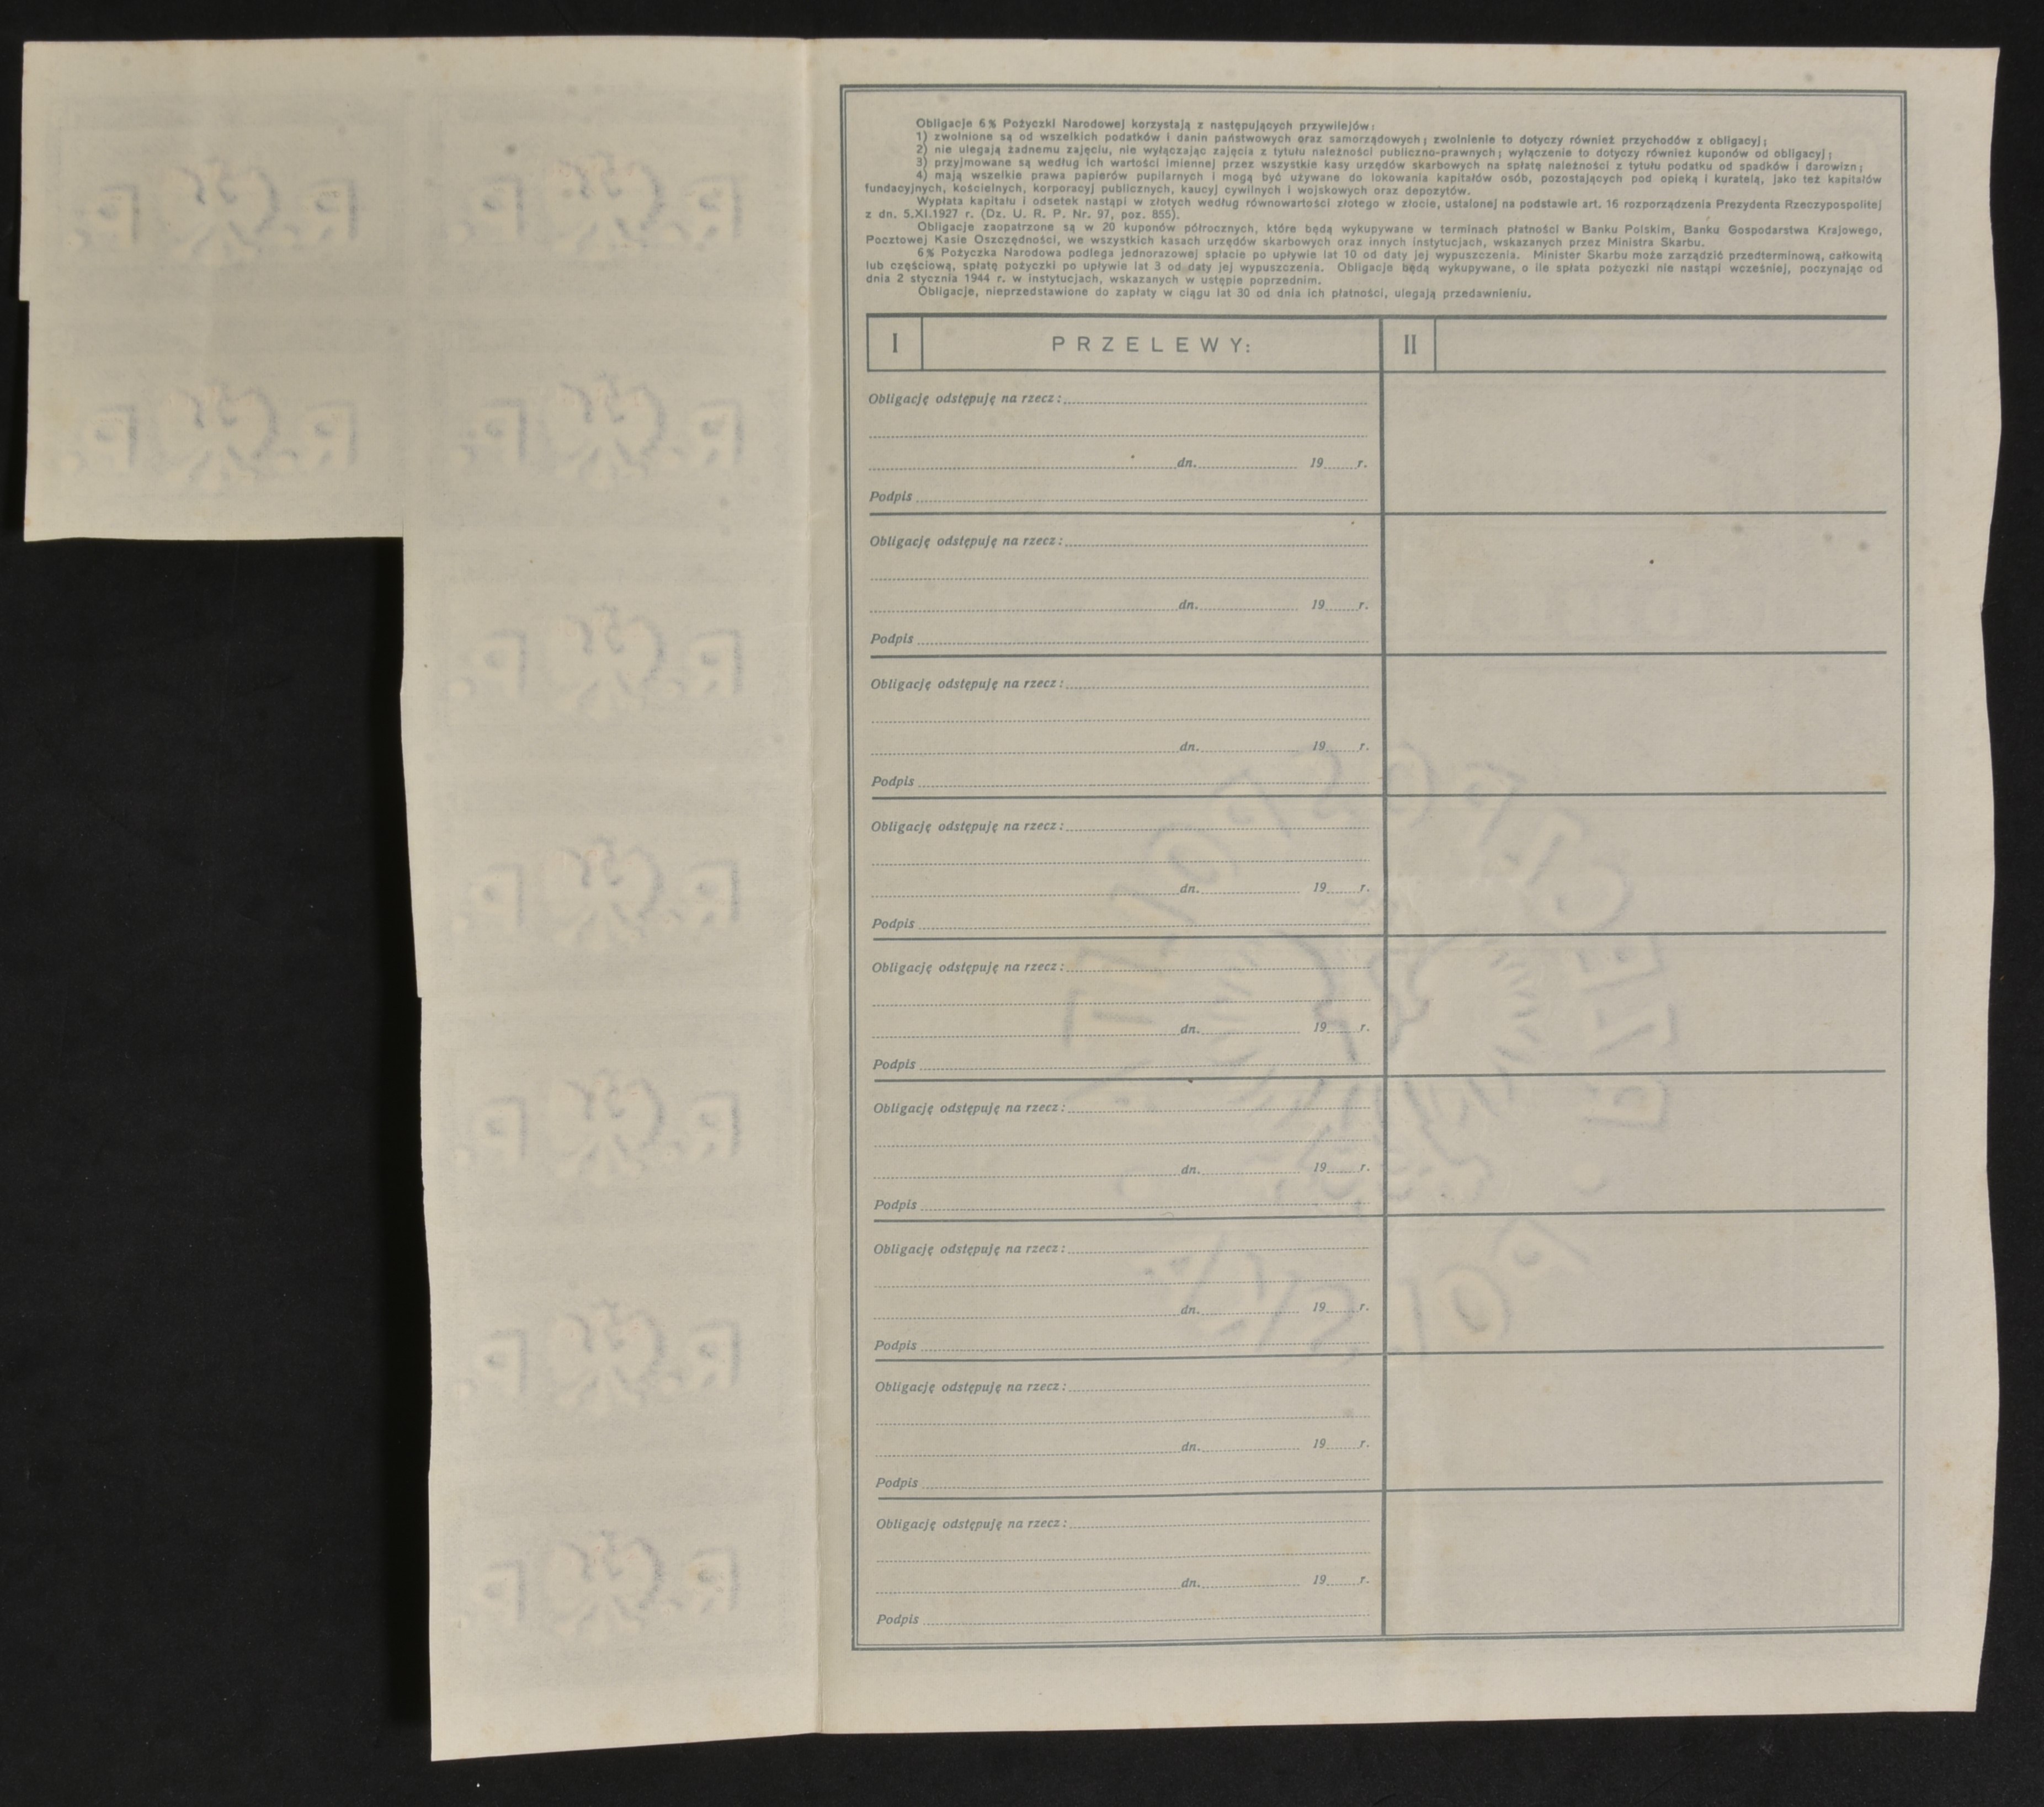 Obligacje 6% Pożyczki Narodowej korzystają z następujących przywilejów:
1) zwolnione są od wszelkich podatków i danin państwowych oraz samorządowych; zwolnienie to dotyczy również przychodów z obligacyj;
2) nie ulegają żadnemu zajęciu, nie wyłączając zajęcia z tytułu należności publiczno-prawnych; wyłączenie to dotyczy również kuponów od obligacyj;
3) przyjmowane są według ich wartości imiennej przez wszystkie kasy urzędów skarbowych na spłatę należności z tytułu podatku od spadków i darowizn;
4) mają wszelkie prawa papierów pupilarnych i mogą być używane do lokowania kapitałów osób, pozostających pod opieką i kuratelą, jako też kapitałów
fundacyjnych, kościelnych, korporacyj publicznych, kaucyj cywilnych i wojskowych oraz depozytów.
Wypłata kapitału i odsetek nastąpi w złotych według równowartości złotego w złocie, ustalonej na podstawie art. 16 rozporządzenia Prezydenta Rzeczypospolitej
z dn. 5.XI.1927 r. (Dz. U. R. P. Nr. 97, poz. 855).
Obligacje zaopatrzone są w 20 kuponów półrocznych, które będą wykupywane w terminach płatności w Banku Polskim, Banku Gospodarstwa Krajowego,
Pocztowej Kasie Oszczędności, we wszystkich kasach urzędów skarbowych oraz innych instytucjach, wskazanych przez Ministra Skarbu.
6% Pożyczka Narodowa podlega jednorazowej spłacie po upływie lat 10 od daty jej wypuszczenia. Minister Skarbu może zarządzić przedterminową, całkowitą
lub częściową, spłatę pożyczki po upływie lat 3 od daty jej wypuszczenia. Obligacje będą wykupywane, o ile spłata pożyczki nie nastąpi wcześniej, poczynając od
dnia 2 stycznia 1944 r. w instytucjach, wskazanych w ustępie poprzednim.
Obligacje, nieprzedstawione do zapłaty w ciągu lat 30 od dnia ich płatności, ulegają przedawnieniu.
I PRZELEWY: II
Obligację odstępuję na rzecz:
dn. 19 r.
Podpis
Obligację odstępuję na rzecz:
dn. 19 r.
Podpis
Obligację odstępuję na rzecz:
dn. 19 r.
Podpis
Obligację odstępuję na rzecz:
dn. 19 r.
Podpis
Obligację odstępuję na rzecz:
dn. 19 r.
Podpis
Obligację odstępuję na rzecz:
dn. 19 r.
Podpis
Obligację odstępuję na rzecz:
dn. 19 r.
Podpis
Obligację odstępuję na rzecz:
dn. 19 r.
Podpis
Obligację odstępuję na rzecz:
dn. 19 r.
Podpis